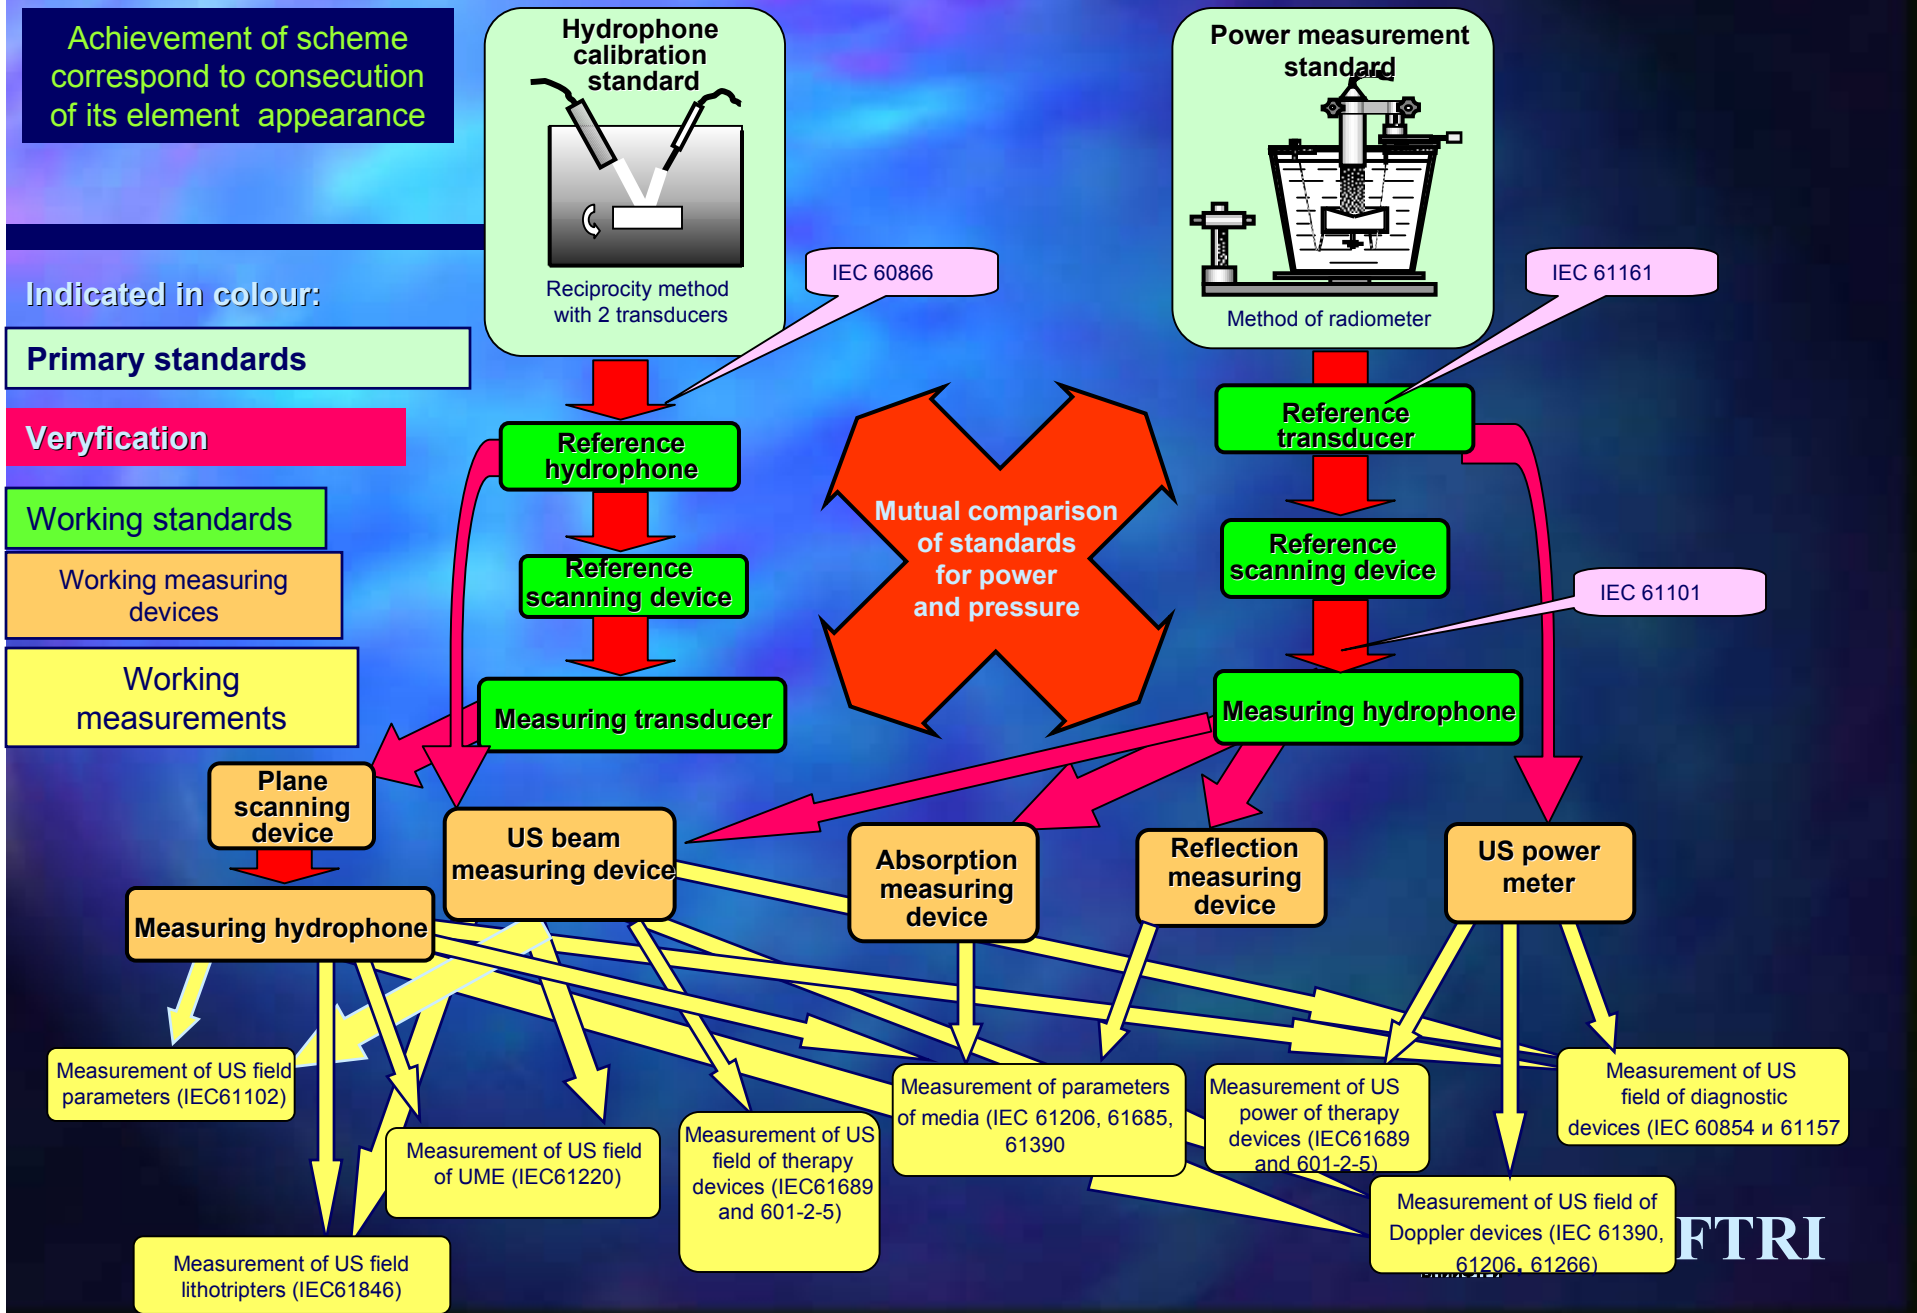 Achievement of scheme
correspond to consecution
of its element appearance
Hydrophone
calibration
standard
Reciprocity method
with 2 transducers
Power measurement
standard
Method of radiometer
IEC 60866
IEC 61161
Indicated in colour:
Primary standards
Veryfication
Working standards
Working measuring
devices
Working
measurements
Reference
hydrophone
Reference
scanning device
Measuring transducer
Mutual comparison
of standards
for power
and pressure
Reference
transducer
Reference
scanning device
IEC 61101
Measuring hydrophone
Plane
scanning
device
US beam
measuring device
Absorption
measuring
device
Reflection
measuring
device
US power
meter
Measuring hydrophone
Measurement of US field
parameters (IEC61102)
Measurement of US field
lithotripters (IEC61846)
Measurement of US field
of UME (IEC61220)
Measurement of US
field of therapy
devices (IEC61689
and 601-2-5)
Measurement of parameters
of media (IEC 61206, 61685,
61390
Measurement of US
power of therapy
devices (IEC61689
and 601-2-5)
Measurement of US
field of diagnostic
devices (IEC 60854 и 61157
Measurement of US field of
Doppler devices (IEC 61390,
61206, 61266)
FTRI